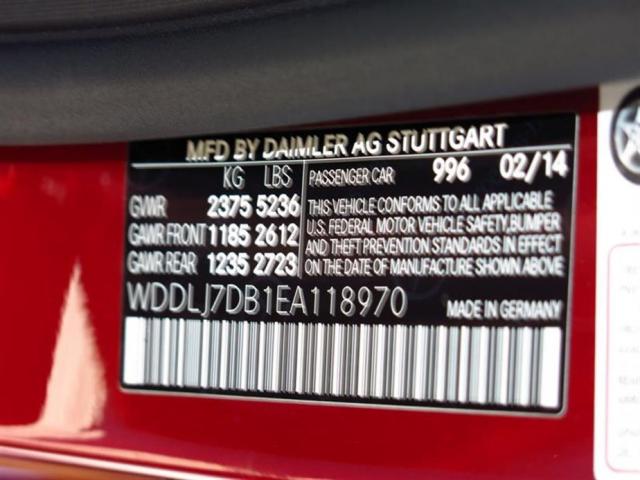 MFD BY DAIMLER AG STUTTGART
KG LBS PASSENGER CAR 996 02/14
GVWR 2375 5236
GAWR FRONT 1185 2612
GAWR REAR 1235 2723
THIS VEHICLE CONFORMS TO ALL APPLICABLE
U.S. FEDERAL MOTOR VEHICLE SAFETY, BUMPER
AND THEFT PREVENTION STANDARDS IN EFFECT
ON THE DATE OF MANUFACTURE SHOWN ABOVE
WDDLJ7DB1EA118970 MADE IN GERMANY